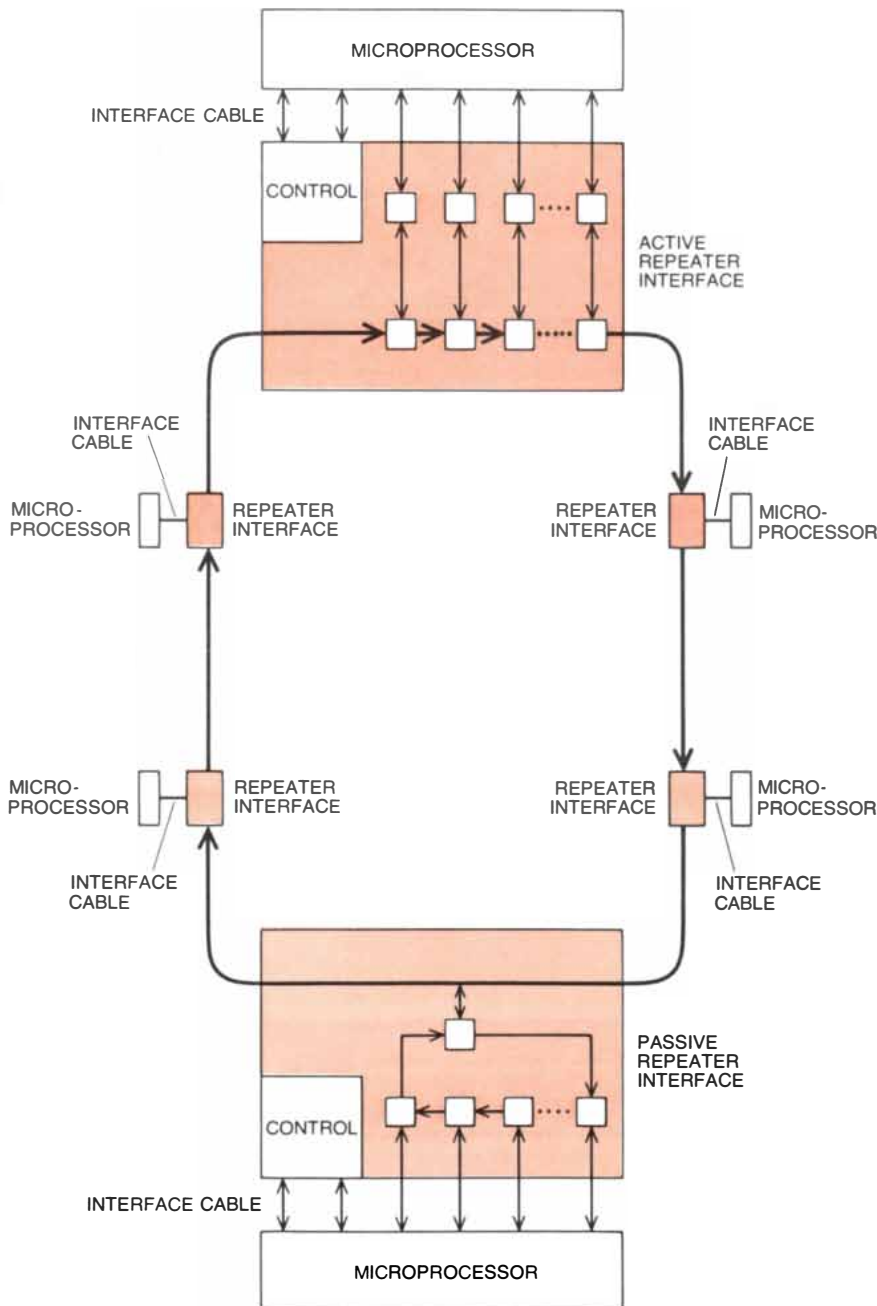 MICROPROCESSOR
INTERFACE CABLE
CONTROL
ACTIVE
REPEATER
INTERFACE
INTERFACE
CABLE
INTERFACE
CABLE
MICRO-
PROCESSOR
REPEATER
INTERFACE
REPEATER
INTERFACE
MICRO-
PROCESSOR
MICRO-
PROCESSOR
REPEATER
INTERFACE
REPEATER
INTERFACE
MICRO-
PROCESSOR
INTERFACE
CABLE
INTERFACE
CABLE
PASSIVE
REPEATER
INTERFACE
CONTROL
INTERFACE CABLE
MICROPROCESSOR